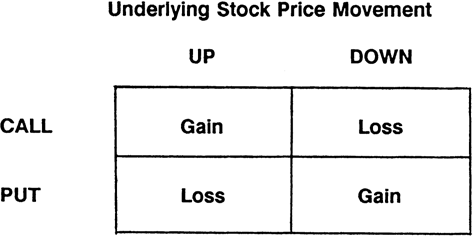 Underlying Stock Price Movement
UP DOWN
CALL Gain Loss
PUT Loss Gain